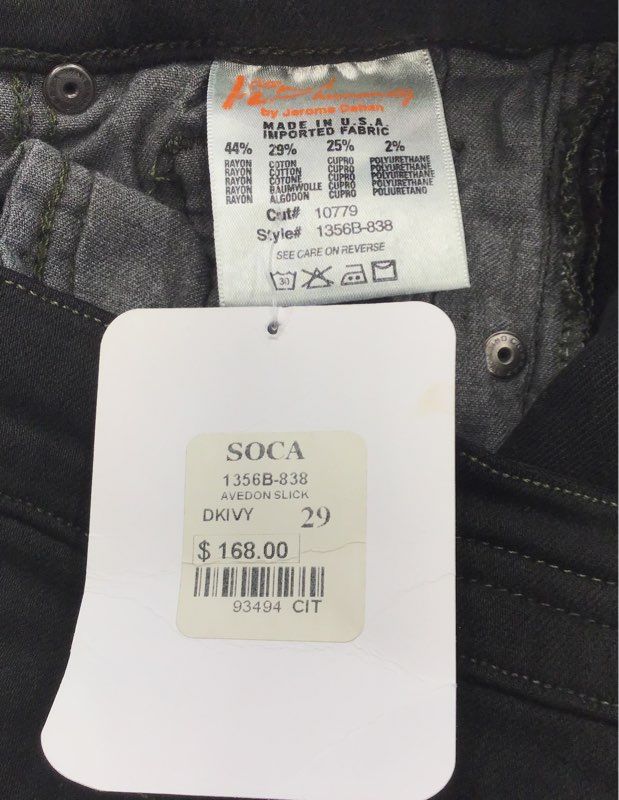 of
humanity
by Jerome Dahan
MADE IN U.S.A.
IMPORTED FABRIC
44% 29% 25% 2%
RAYON COTON CUPRO POLYURETHANE
RAYON COTTON CUPRO POLYURETHANE
RAYON COTONE CUPRO POLYURETHANE
RAYON BAUMWOLLE CUPRO POLYURETHANE
RAYON ALGODON CUPRO POLIURETANO
Cut# 10779
Style# 1356B-838
SEE CARE ON REVERSE
30
SOCA
1356B-838
AVEDON SLICK
DKIVY 29
$ 168.00
93494 CIT